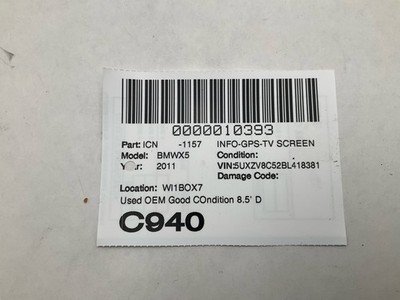 0000010393
Part: ICN -1157 INFO-GPS-TV SCREEN
Model: BMWX5 Condition:
Year: 2011 VIN:5UXZV8C52BL418381
Damage Code:
Location: WI1BOX7
Used OEM Good COndition 8.5' D
C940